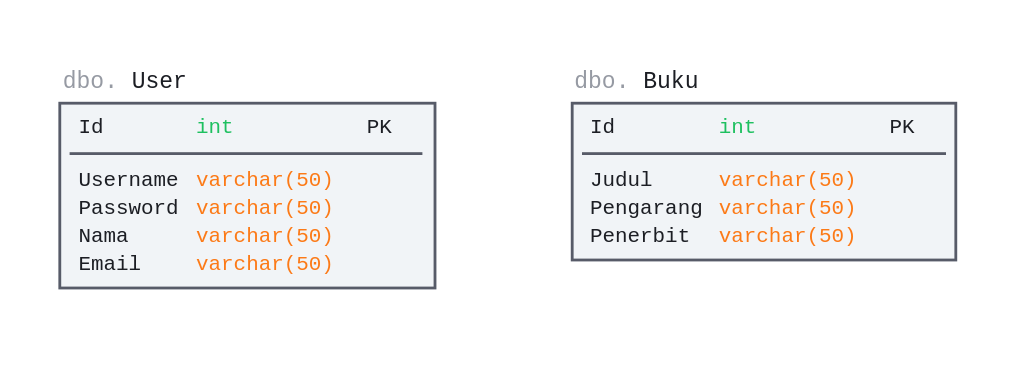 dbo. User
Id int PK
Username varchar(50)
Password varchar(50)
Nama varchar(50)
Email varchar(50)
dbo. Buku
Id int PK
Judul varchar(50)
Pengarang varchar(50)
Penerbit varchar(50)